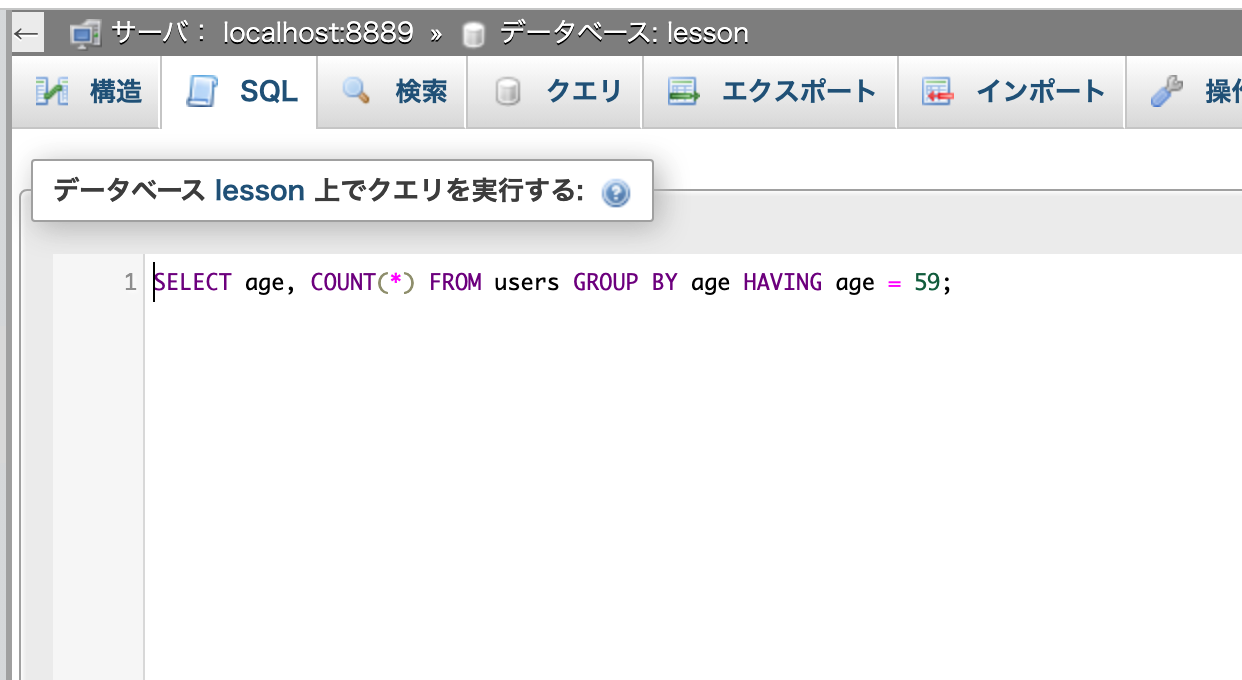 ← サーバ： localhost:8889 » データベース: lesson
構造 SQL 検索 クエリ エクスポート インポート
データベース lesson 上でクエリを実行する:
1 SELECT age, COUNT(*) FROM users GROUP BY age HAVING age = 59;